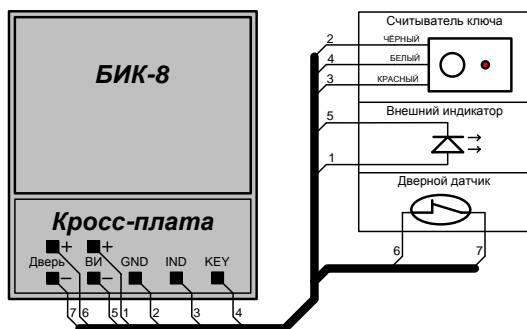 БИК-8
Кросс-плата
+ +
Дверь ВИ GND IND KEY
− −
7 6 5 1 2 3 4
Считыватель ключа
2 ЧЁРНЫЙ
4 БЕЛЫЙ
3 КРАСНЫЙ
Внешний индикатор
5
1
Дверной датчик
6 7